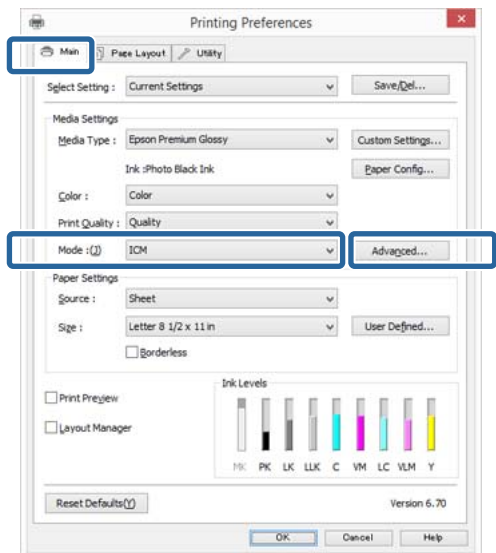 Printing Preferences
Main Page Layout Utility
Select Setting : Current Settings Save/Del...
Media Settings
Media Type : Epson Premium Glossy Custom Settings...
Ink :Photo Black Ink Paper Config...
Color : Color
Print Quality : Quality
Mode :(J) ICM Advanced...
Paper Settings
Source : Sheet
Size : Letter 8 1/2 x 11 in User Defined...
Borderless
Ink Levels
Print Preview
Layout Manager
MK PK LK LLK C VM LC VLM Y
Reset Defaults(Y) Version 6.70
OK Cancel Help